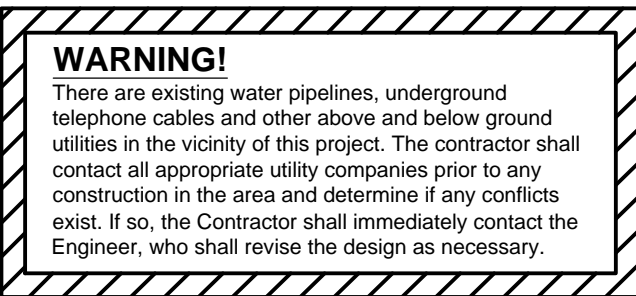 WARNING!
There are existing water pipelines, underground
telephone cables and other above and below ground
utilities in the vicinity of this project. The contractor shall
contact all appropriate utility companies prior to any
construction in the area and determine if any conflicts
exist. If so, the Contractor shall immediately contact the
Engineer, who shall revise the design as necessary.